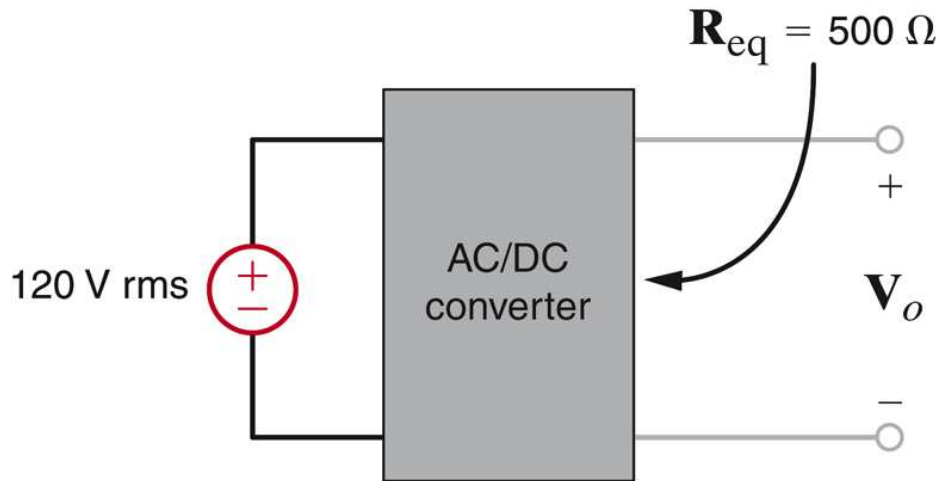 R_eq = 500 Ω
120 V rms
+
−
AC/DC
converter
+
V_o
−